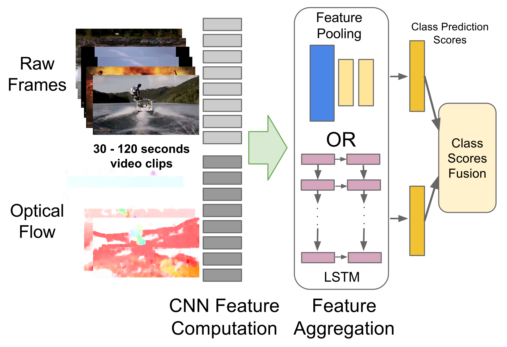 Raw
Frames
30 - 120 seconds
video clips
Optical
Flow
CNN Feature
Computation
Feature
Pooling
OR
LSTM
Feature
Aggregation
Class Prediction
Scores
Class
Scores
Fusion